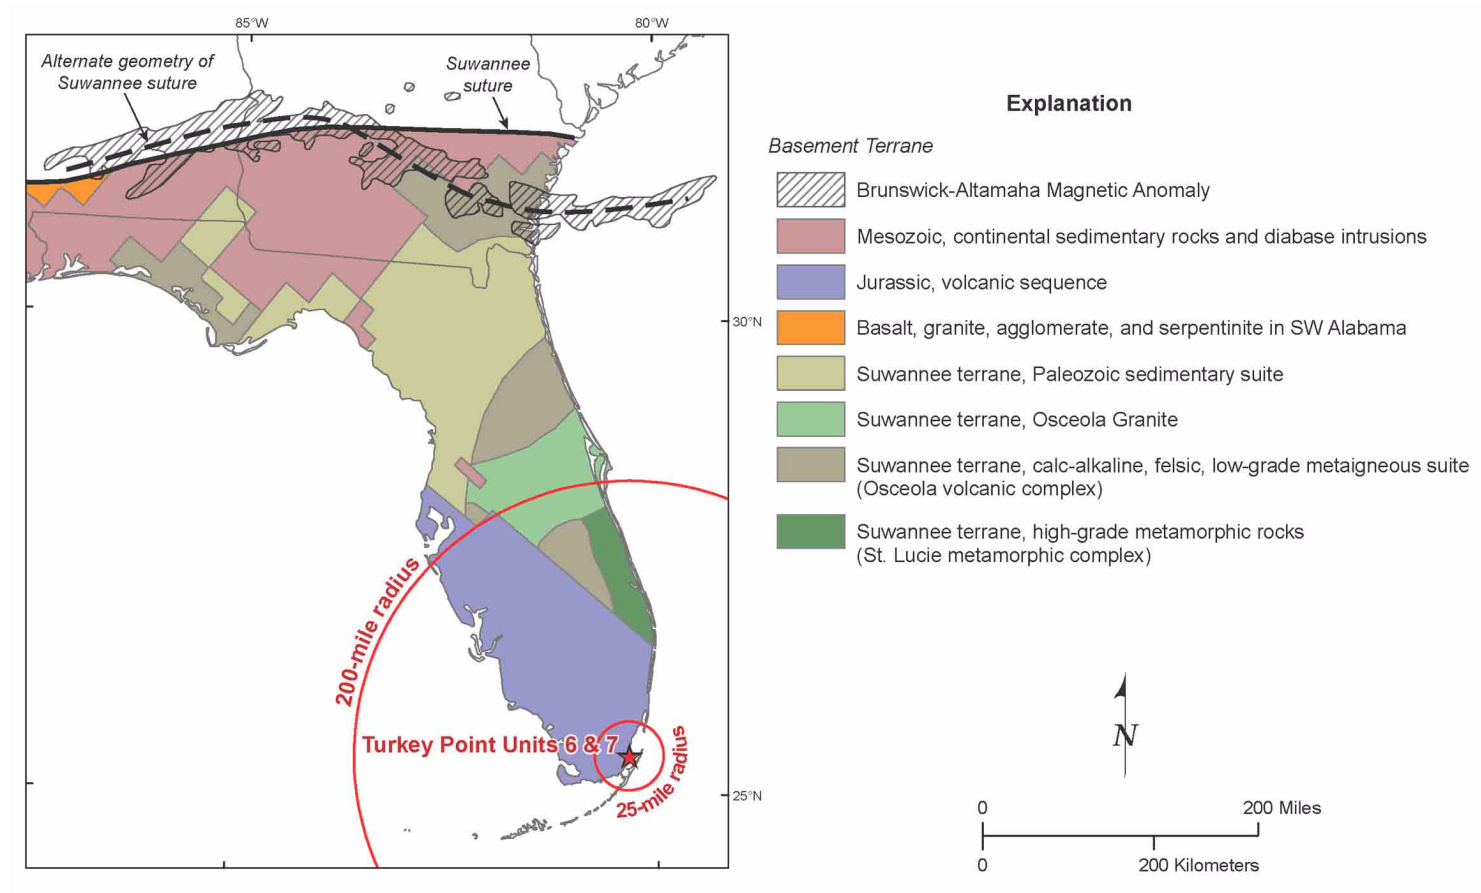 85°W
80°W
Alternate geometry of
Suwannee suture
Suwannee
suture
30°N
25°N
200-mile radius
Turkey Point Units 6 & 7
25-mile radius
Explanation
Basement Terrane
Brunswick-Altamaha Magnetic Anomaly
Mesozoic, continental sedimentary rocks and diabase intrusions
Jurassic, volcanic sequence
Basalt, granite, agglomerate, and serpentinite in SW Alabama
Suwannee terrane, Paleozoic sedimentary suite
Suwannee terrane, Osceola Granite
Suwannee terrane, calc-alkaline, felsic, low-grade metaigneous suite
(Osceola volcanic complex)
Suwannee terrane, high-grade metamorphic rocks
(St. Lucie metamorphic complex)
N
0
200 Miles
0
200 Kilometers